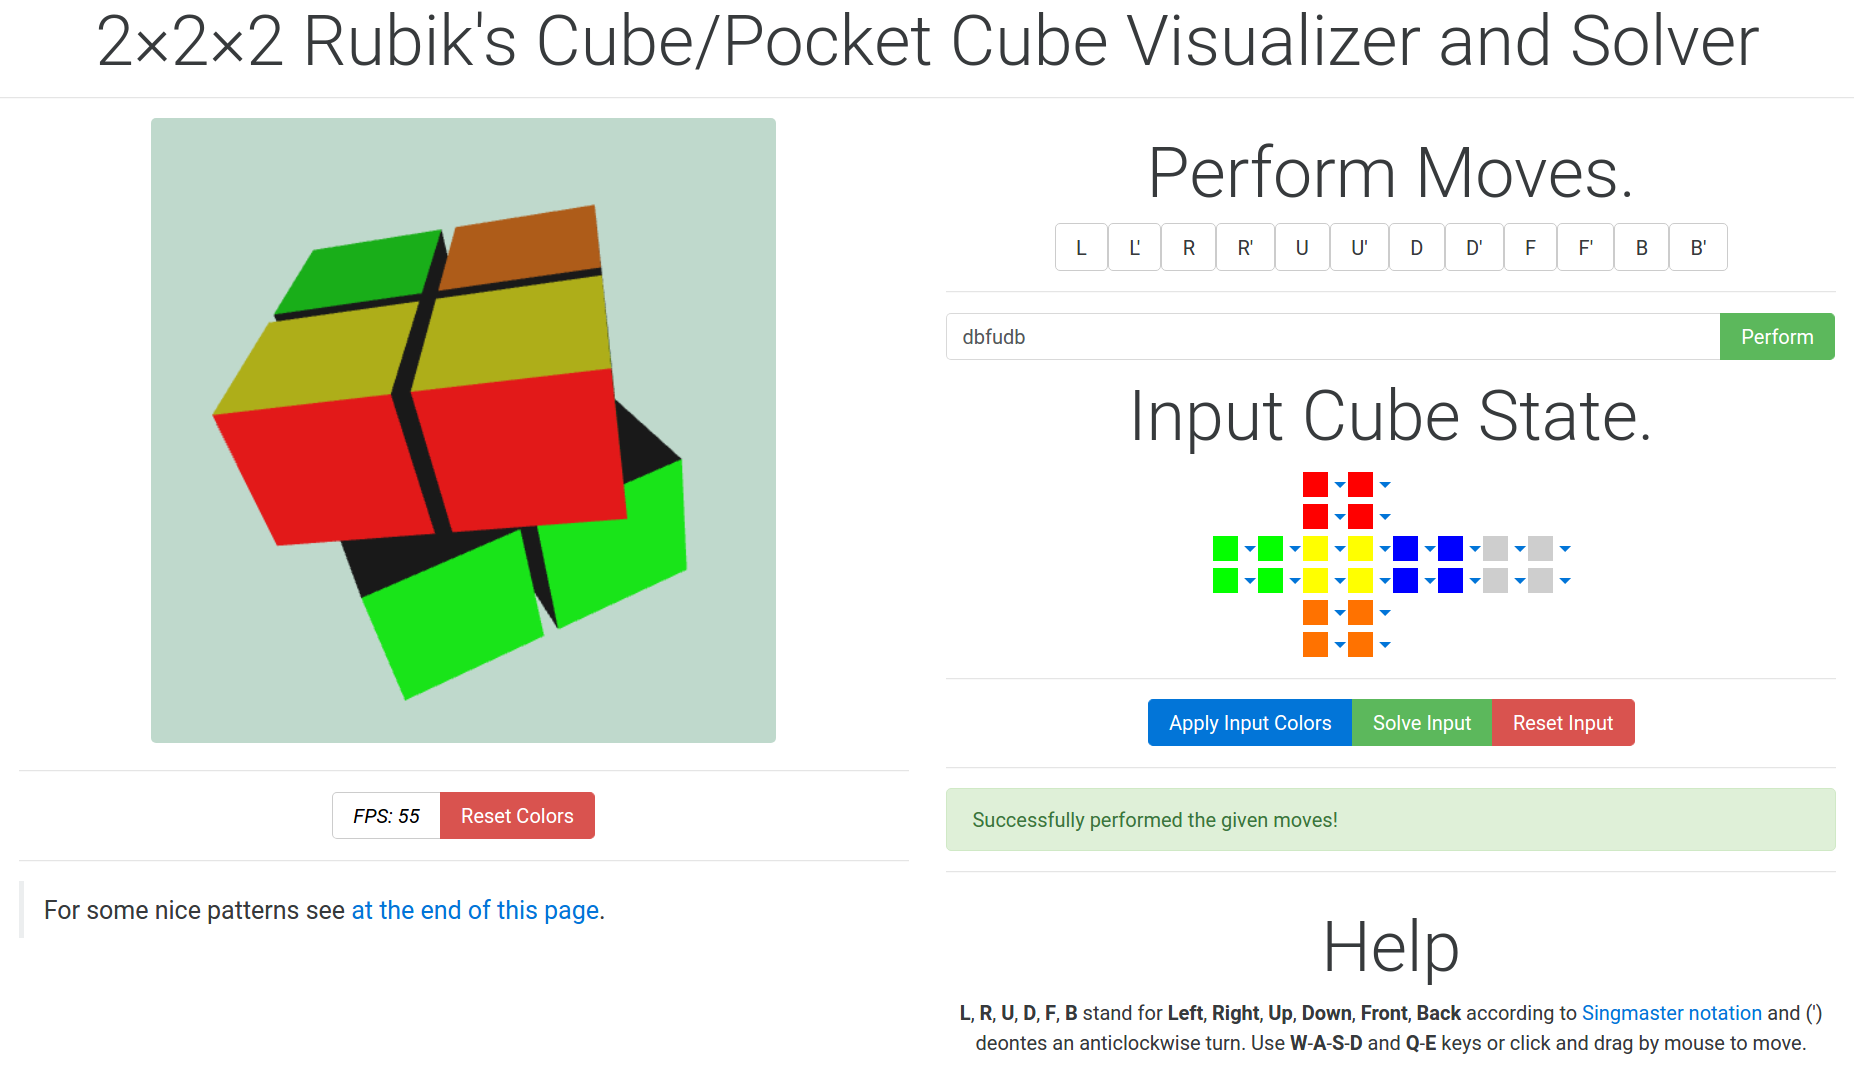 2×2×2 Rubik's Cube/Pocket Cube Visualizer and Solver
Perform Moves.
L L' R R' U U' D D' F F' B B'
dbfudb Perform
Input Cube State.
Apply Input Colors Solve Input Reset Input
FPS: 55 Reset Colors
Successfully performed the given moves!
For some nice patterns see at the end of this page.
Help
L, R, U, D, F, B stand for Left, Right, Up, Down, Front, Back according to Singmaster notation and (')
deontes an anticlockwise turn. Use W-A-S-D and Q-E keys or click and drag by mouse to move.